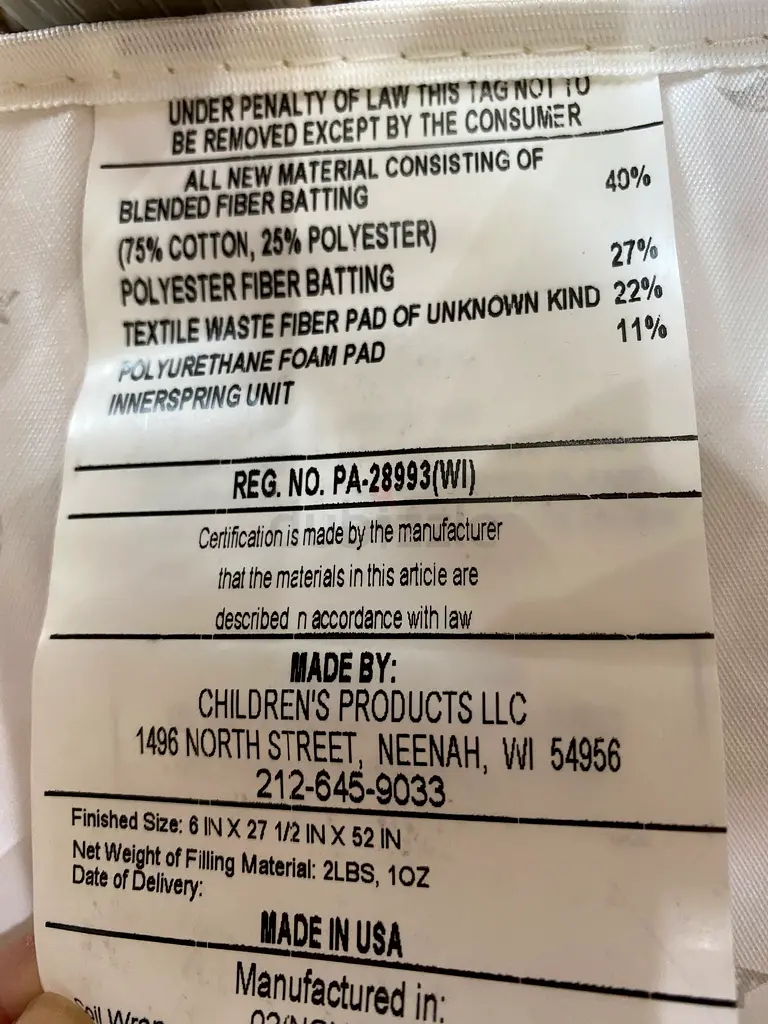 UNDER PENALTY OF LAW THIS TAG NOT TO
BE REMOVED EXCEPT BY THE CONSUMER
ALL NEW MATERIAL CONSISTING OF
BLENDED FIBER BATTING 40%
(75% COTTON, 25% POLYESTER)
POLYESTER FIBER BATTING 27%
TEXTILE WASTE FIBER PAD OF UNKNOWN KIND 22%
POLYURETHANE FOAM PAD 11%
INNERSPRING UNIT
REG. NO. PA-28993(WI)
Certification is made by the manufacturer
that the materials in this article are
described n accordance with law
MADE BY:
CHILDREN'S PRODUCTS LLC
1496 NORTH STREET, NEENAH, WI 54956
212-645-9033
Finished Size: 6 IN X 27 1/2 IN X 52 IN
Net Weight of Filling Material: 2LBS, 1OZ
Date of Delivery:
MADE IN USA
Manufactured in: